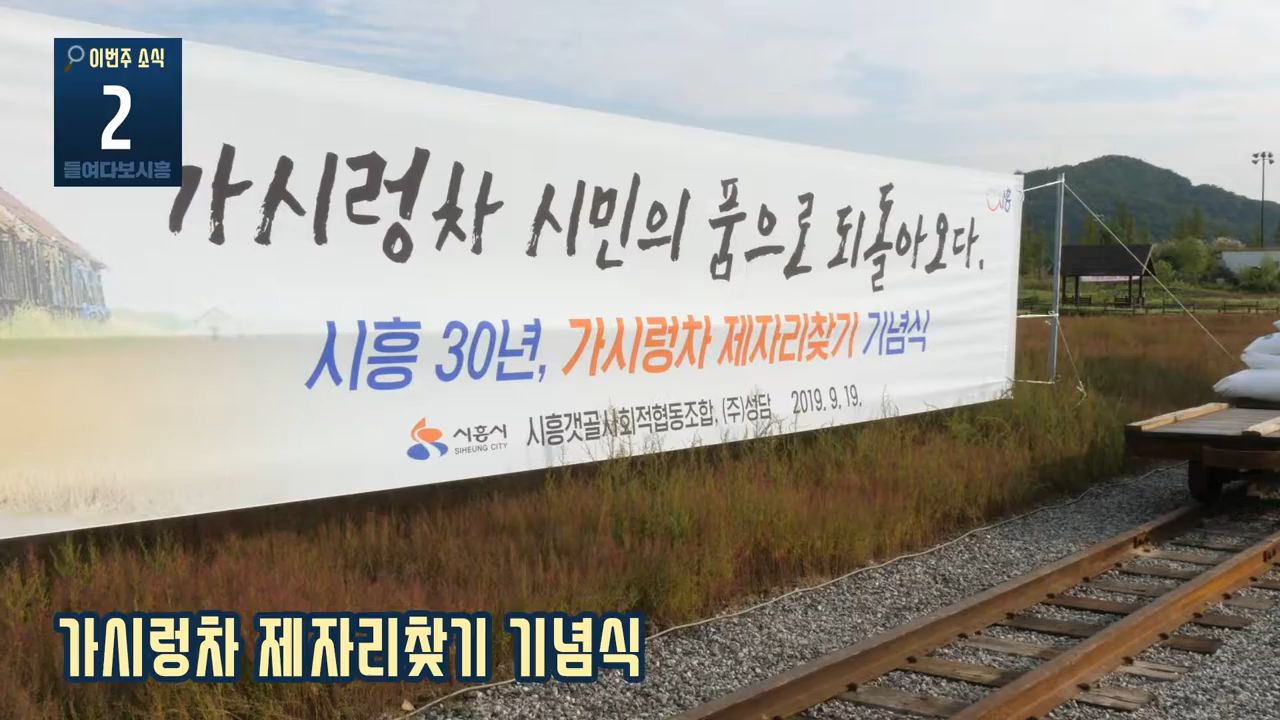 이번주 소식
2
들여다보시흥
가시렁차 시민의 품으로 되돌아오다.
시흥
시흥 30년, 가시렁차 제자리찾기 기념식
시흥시
SIHEUNG CITY
시흥갯골사회적협동조합, (주)성담 2019. 9. 19.
가시렁차 제자리찾기 기념식